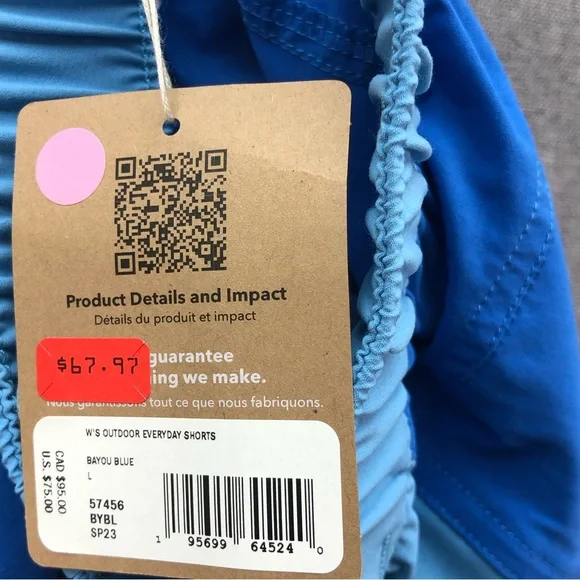 Product Details and Impact
Détails du produit et impact
guarantee
$67.97
ing we make.
Nous garantissons tout ce que nous fabriquons.
W'S OUTDOOR EVERYDAY SHORTS
BAYOU BLUE
L
CAD $95.00
U.S. $75.00
57456
BYBL
SP23
1 95699 64524 0